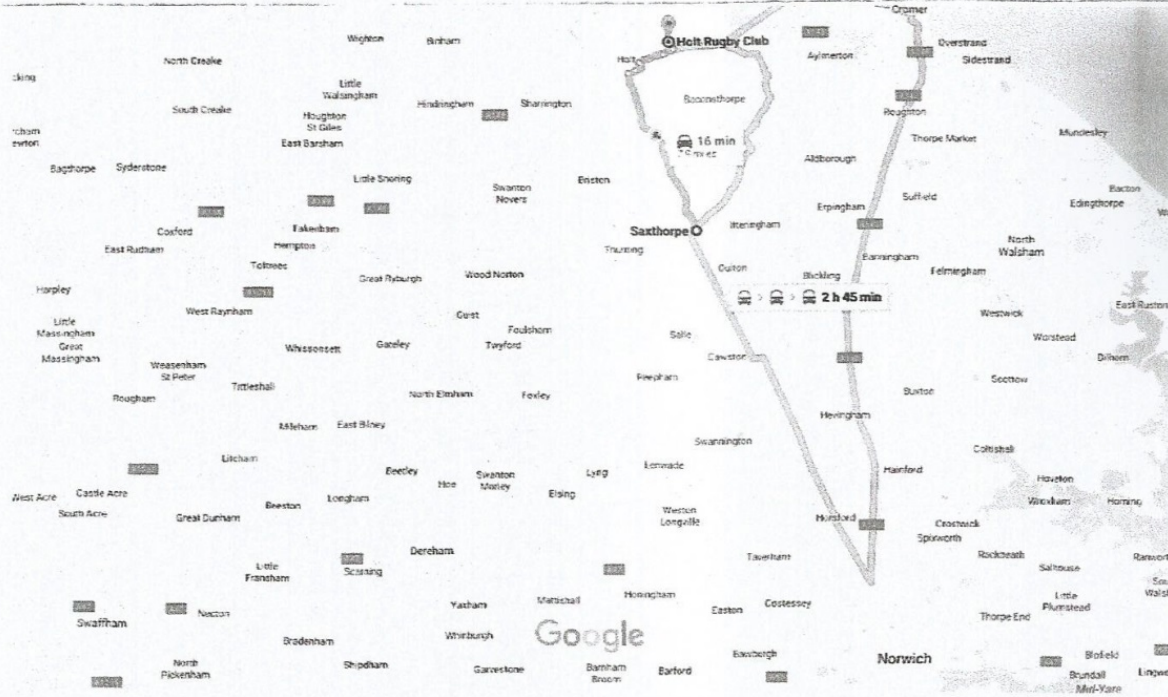 Cromer
Wighton
Binham
Holt Rugby Club
Overstrand
Holt
Aylmerton
North Creake
Sidestrand
Little
Walsingham
Hindringham
Sharrington
Baconsthorpe
South Creake
Houghton
St Giles
Roughton
East Barsham
Thorpe Market
Mundesley
16 min
Aldborough
Bagthorpe
Syderstone
Little Snoring
Briston
Swanton
Novers
Suffield
Bacton
Edingthorpe
Erpingham
Coxford
Fakenham
Saxthorpe
Itteringham
North
Walsham
East Rudham
Hempton
Thurning
Banningham
Toftrees
Great Ryburgh
Wood Norton
Oulton
Blickling
Felmingham
Harpley
2 h 45 min
East Ruston
Little
Massingham
West Raynham
Guist
Foulsham
Westwick
Great
Massingham
Whissonsett
Gateley
Twyford
Salle
Worstead
Weasenham
St Peter
Cawston
Dilham
Tittleshall
Reepham
Scottow
Rougham
North Elmham
Foxley
Buxton
Mileham
East Bilney
Hevingham
Swannington
Coltishall
Litcham
Beetley
Hoe
Swanton
Morley
Lyng
Lenwade
Hainford
West Acre
Castle Acre
Longham
Elsing
Hoveton
South Acre
Great Dunham
Beeston
Weston
Longville
Horsford
Wroxham
Horning
Crostwick
Spixworth
Dereham
Taverham
Rackheath
Little
Fransham
Scarning
Salhouse
Swaffham
Necton
Yaxham
Mattishall
Honingham
Easton
Costessey
Little
Plumstead
Thorpe End
Bradenham
Whinburgh
Google
Bawburgh
Norwich
Blofield
North
Pickenham
Shipdham
Garvestone
Barnham
Broom
Barford
Brundall
Mid-Yare